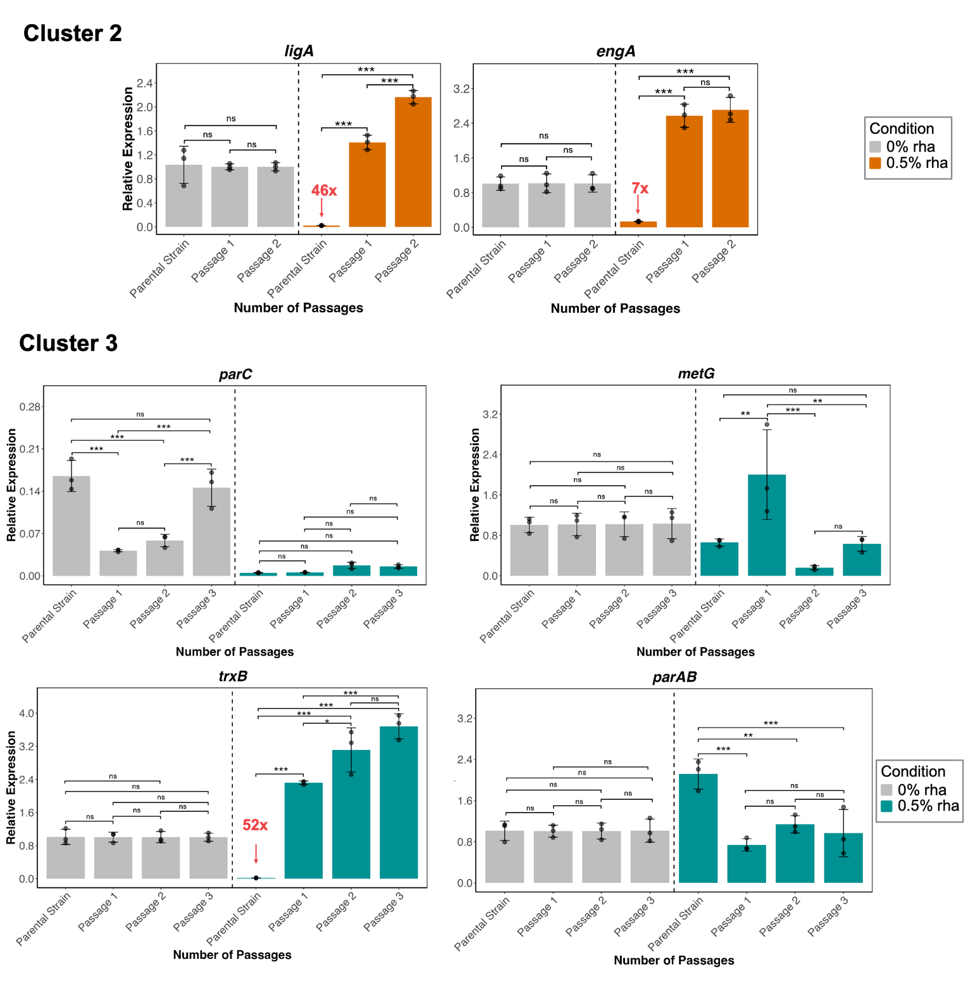 Cluster 2
ligA
Relative Expression
2.4
2.0
1.6
1.2
0.8
0.4
0.0
ns
ns
ns
***
***
***
46x
Parental Strain
Passage 1
Passage 2
Parental Strain
Passage 1
Passage 2
Number of Passages
engA
3.2
2.4
1.6
0.8
0.0
ns
ns
ns
***
ns
***
7x
Parental Strain
Passage 1
Passage 2
Parental Strain
Passage 1
Passage 2
Number of Passages
Condition
0% rha
0.5% rha
Cluster 3
parC
Relative Expression
0.28
0.21
0.14
0.07
0.00
ns
***
***
***
***
ns
ns
ns
ns
ns
ns
ns
Parental Strain
Passage 1
Passage 2
Passage 3
Parental Strain
Passage 1
Passage 2
Passage 3
Number of Passages
metG
Relative Expression
3.2
2.4
1.6
0.8
0.0
ns
ns
ns
ns
ns
ns
ns
**
***
**
ns
Parental Strain
Passage 1
Passage 2
Passage 3
Parental Strain
Passage 1
Passage 2
Passage 3
Number of Passages
trxB
Relative Expression
4.0
3.2
2.4
1.6
0.8
0.0
ns
ns
ns
ns
ns
ns
***
ns
***
***
*
***
52x
Parental Strain
Passage 1
Passage 2
Passage 3
Parental Strain
Passage 1
Passage 2
Passage 3
Number of Passages
parAB
3.2
2.4
1.6
0.8
0.0
ns
ns
ns
ns
ns
ns
***
**
***
ns
ns
ns
Parental Strain
Passage 1
Passage 2
Passage 3
Parental Strain
Passage 1
Passage 2
Passage 3
Number of Passages
Condition
0% rha
0.5% rha